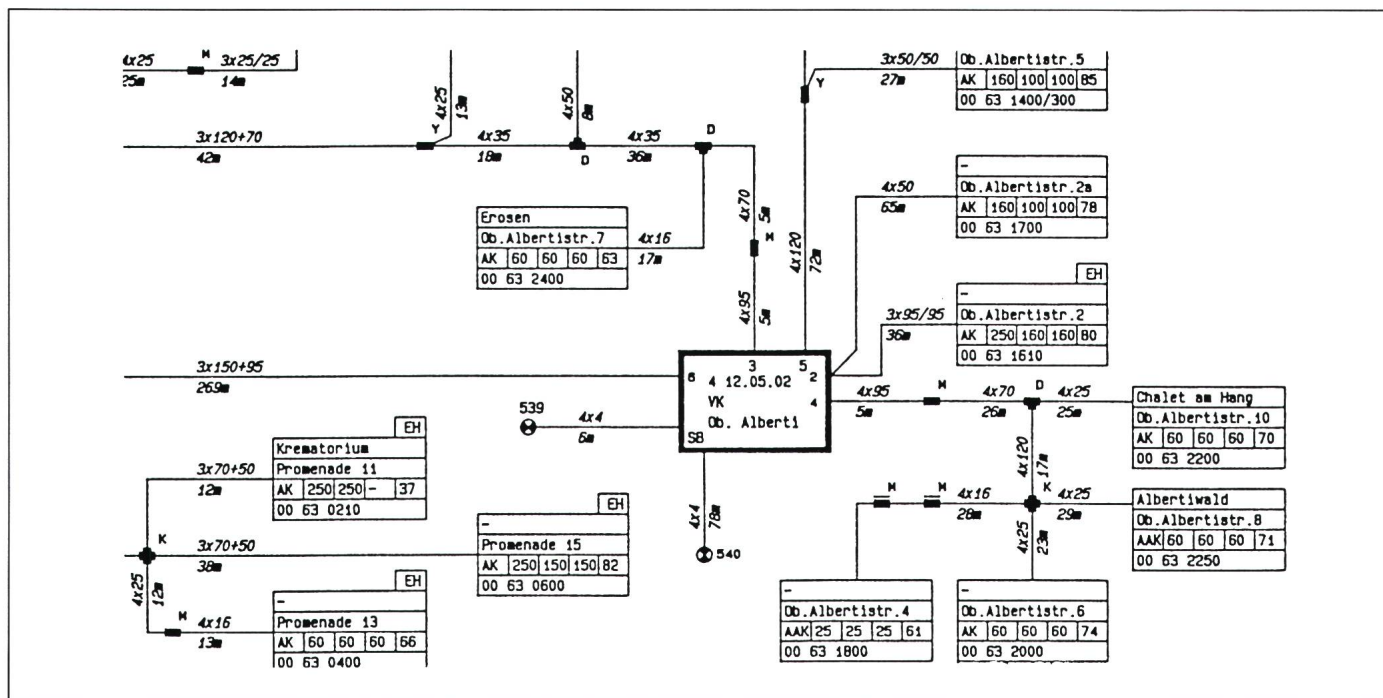 4x25
25m
M
3x25/25
14m
4x25
13m
4x50
8m
Y
3x50/50
27m
Ob.Albertistr.5
AK 160 100 100 85
00 63 1400/300
3x120+70
42m
Y
4x35
18m
D
4x35
36m
D
4x70
5m
M
4x95
5m
4x120
72m
Erosen
Ob.Albertistr.7
AK 60 60 60 63
00 63 2400
4x16
17m
4x50
65m
-
Ob.Albertistr.2a
AK 160 100 100 78
00 63 1700
EH
-
Ob.Albertistr.2
AK 250 160 160 80
00 63 1610
3x95/95
36m
3x150+95
269m
3 5
6 4 12.05.02 2
VK 4
Ob. Alberti
SB
539
4x4
6m
4x4
78m
540
4x95
5m
M
4x70
26m
D
4x25
25m
Chalet am Hang
Ob.Albertistr.10
AK 60 60 60 70
00 63 2200
4x120
17m
M
M
4x16
28m
K
4x25
29m
4x25
23m
Albertiwald
Ob.Albertistr.8
AAK 60 60 60 71
00 63 2250
-
Ob.Albertistr.4
AAK 25 25 25 61
00 63 1800
-
Ob.Albertistr.6
AK 60 60 60 74
00 63 2000
EH
Krematorium
Promenade 11
AK 250 250 - 37
00 63 0210
3x70+50
12m
K
3x70+50
38m
EH
-
Promenade 15
AK 250 150 150 82
00 63 0600
4x25
12m
M
4x16
13m
EH
-
Promenade 13
AK 60 60 60 66
00 63 0400